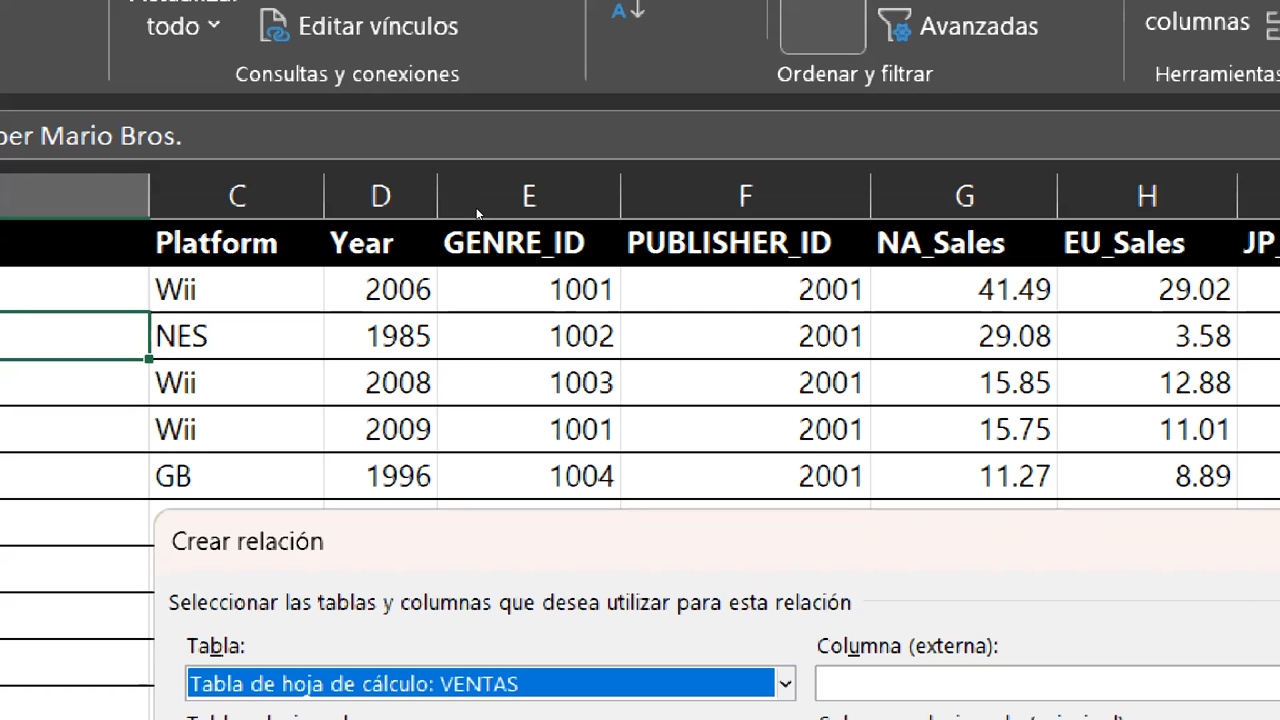 todo
Editar vínculos
Avanzadas
columnas
Consultas y conexiones
Ordenar y filtrar
Herramientas
per Mario Bros.
C D E F G H
Platform Year GENRE_ID PUBLISHER_ID NA_Sales EU_Sales JP_
Wii 2006 1001 2001 41.49 29.02
NES 1985 1002 2001 29.08 3.58
Wii 2008 1003 2001 15.85 12.88
Wii 2009 1001 2001 15.75 11.01
GB 1996 1004 2001 11.27 8.89
Crear relación
Seleccionar las tablas y columnas que desea utilizar para esta relación
Tabla: Columna (externa):
Tabla de hoja de cálculo: VENTAS